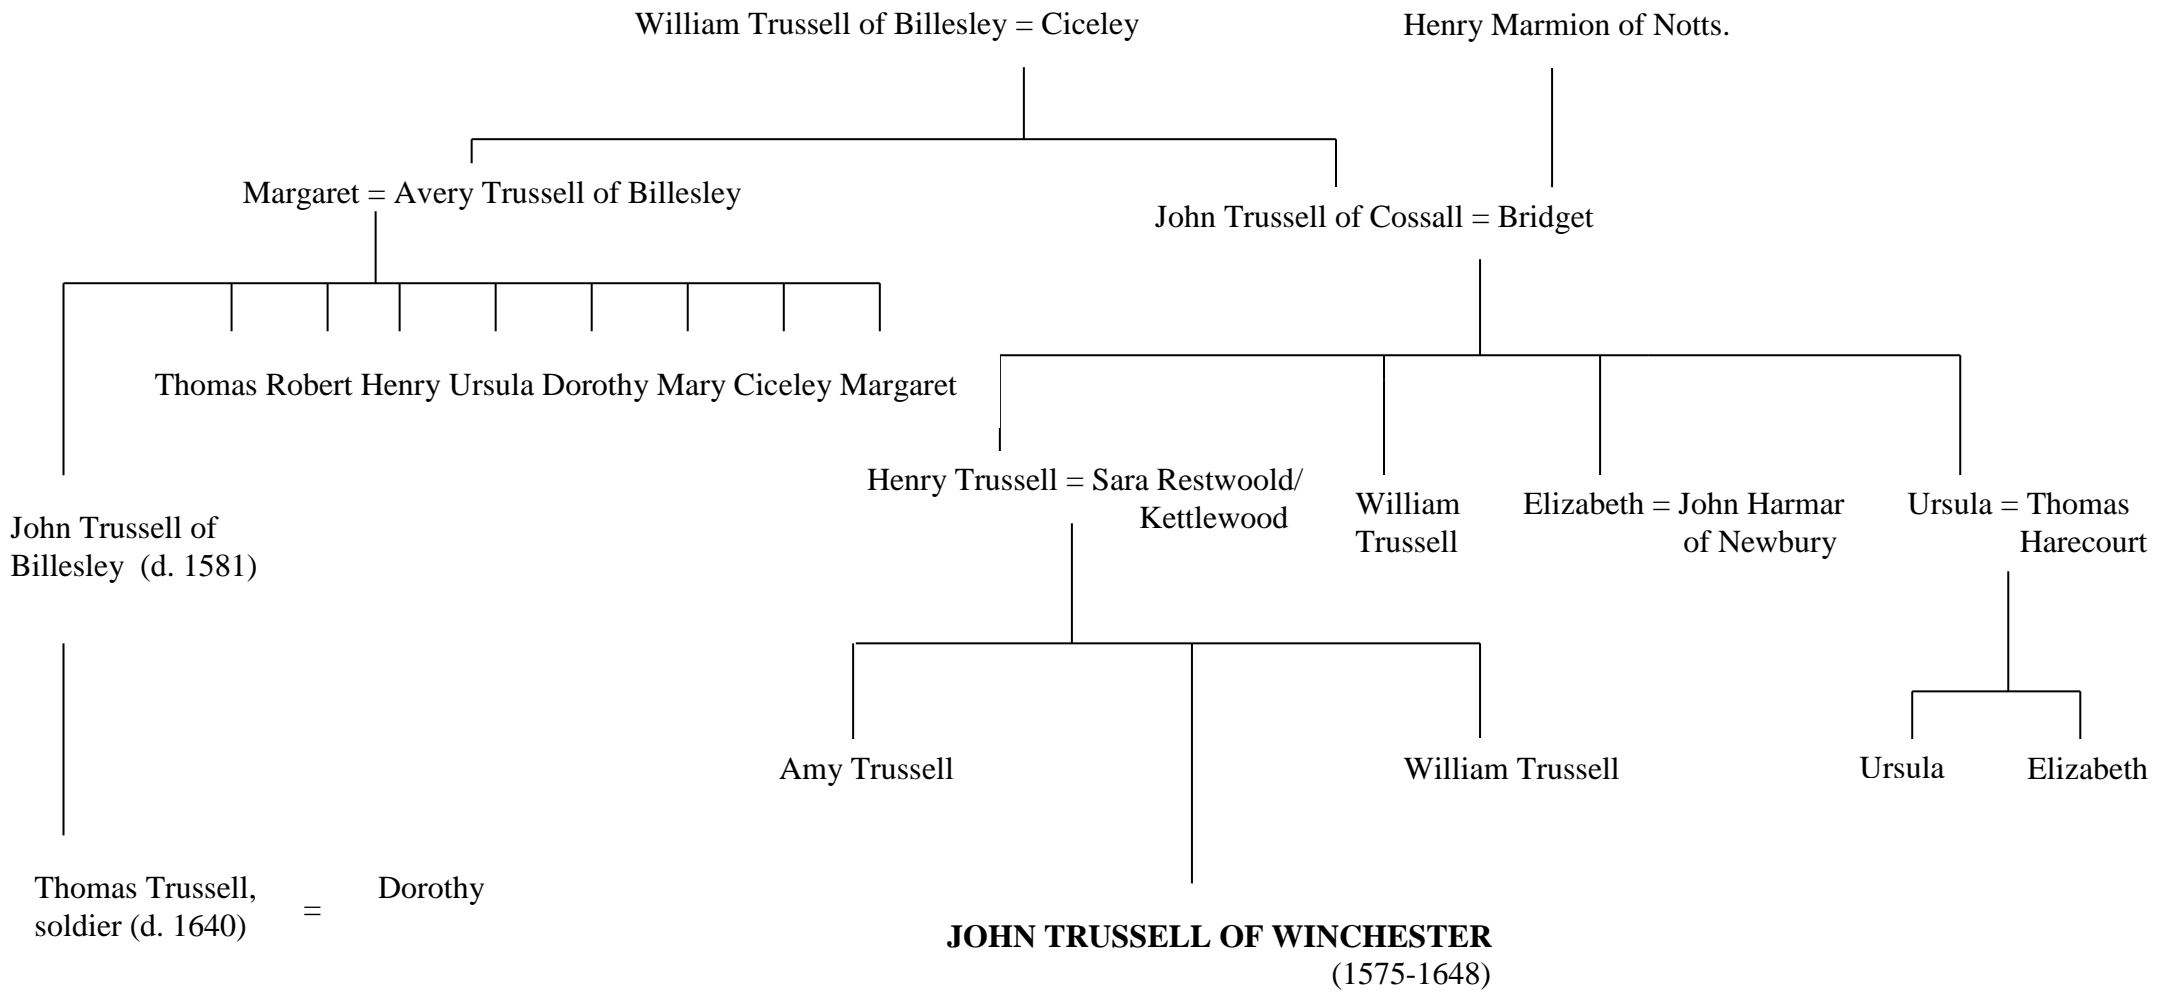 William Trussell of Billesley = Ciceley
Henry Marmion of Notts.
Margaret = Avery Trussell of Billesley
John Trussell of Cossall = Bridget
Thomas Robert Henry Ursula Dorothy Mary Ciceley Margaret
Henry Trussell = Sara Restwoold/
Kettlewood
William
Trussell
Elizabeth = John Harmar
of Newbury
Ursula = Thomas
Harecourt
John Trussell of
Billesley (d. 1581)
Amy Trussell
William Trussell
Ursula
Elizabeth
Thomas Trussell,
soldier (d. 1640)
=
Dorothy
JOHN TRUSSELL OF WINCHESTER
(1575-1648)